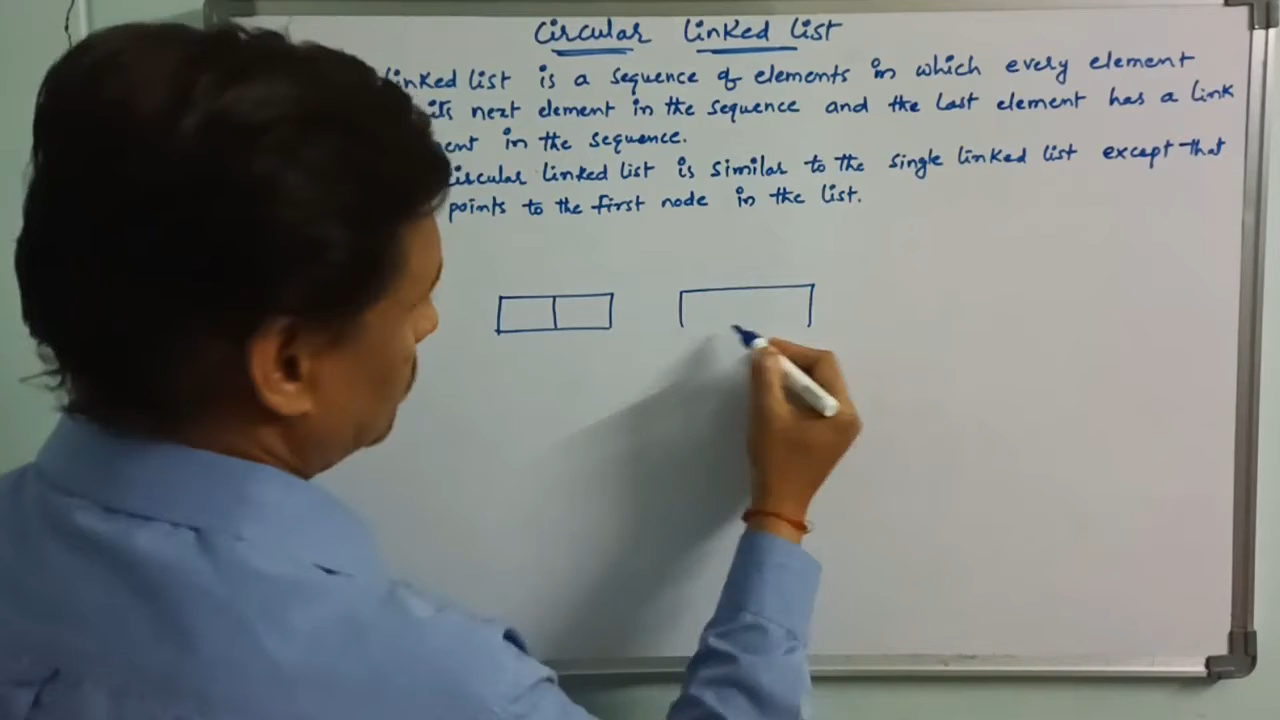 Circular Linked List
linked list is a sequence of elements in which every element
its next element in the sequence and the last element has a link
in the sequence.
Circular linked list is similar to the single linked list except that
points to the first node in the list.